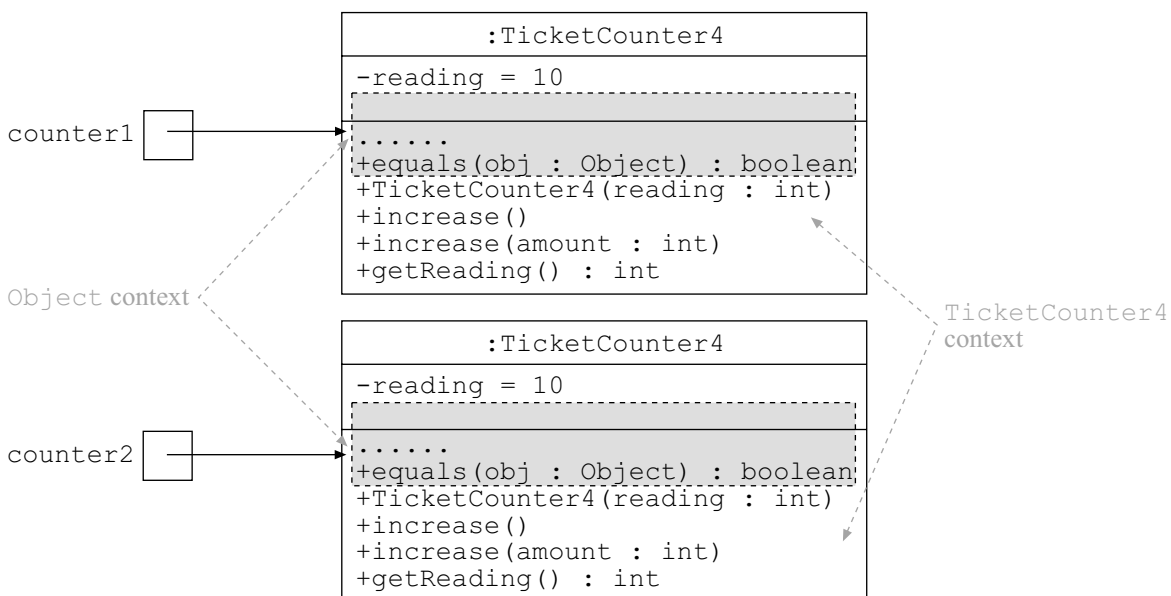 :TicketCounter4
-reading = 10
counter1
......
+equals(obj : Object) : boolean
+TicketCounter4(reading : int)
+increase()
+increase(amount : int)
+getReading() : int
Object context
TicketCounter4
context
:TicketCounter4
-reading = 10
counter2
......
+equals(obj : Object) : boolean
+TicketCounter4(reading : int)
+increase()
+increase(amount : int)
+getReading() : int